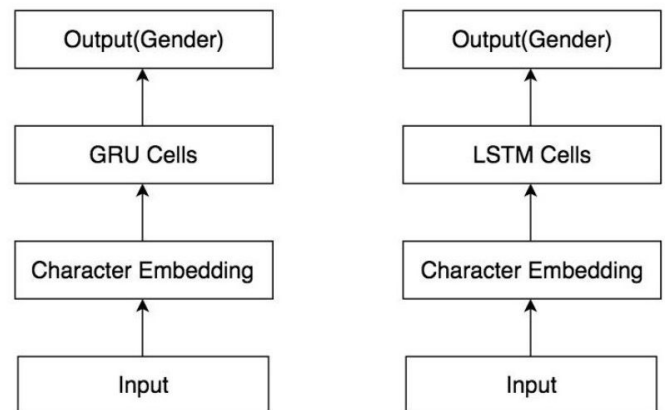 Output(Gender)
GRU Cells
Character Embedding
Input
Output(Gender)
LSTM Cells
Character Embedding
Input